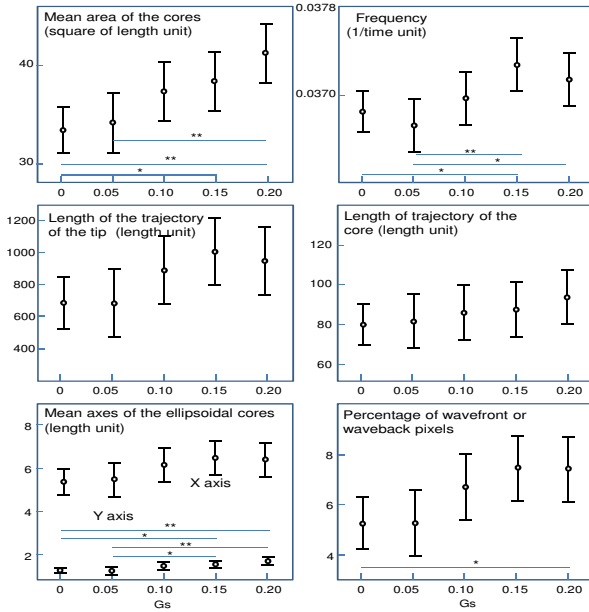 Mean area of the cores
(square of length unit)
40
30
**
**
*
0 0.05 0.10 0.15 0.20
0.0378
Frequency
(1/time unit)
0.0370
**
*
*
0 0.05 0.10 0.15 0.20
1200
Length of the trajectory
of the tip (length unit)
1000
800
600
400
0 0.05 0.10 0.15 0.20
Length of trajectory of the
core (length unit)
120
100
80
60
0 0.05 0.10 0.15 0.20
Mean axes of the ellipsoidal cores
(length unit)
8
6
X axis
4
Y axis
**
*
**
2
*
0 0.05 0.10 0.15 0.20
Gs
Percentage of wavefront or
waveback pixels
8
6
4
*
0 0.05 0.10 0.15 0.20
Gs